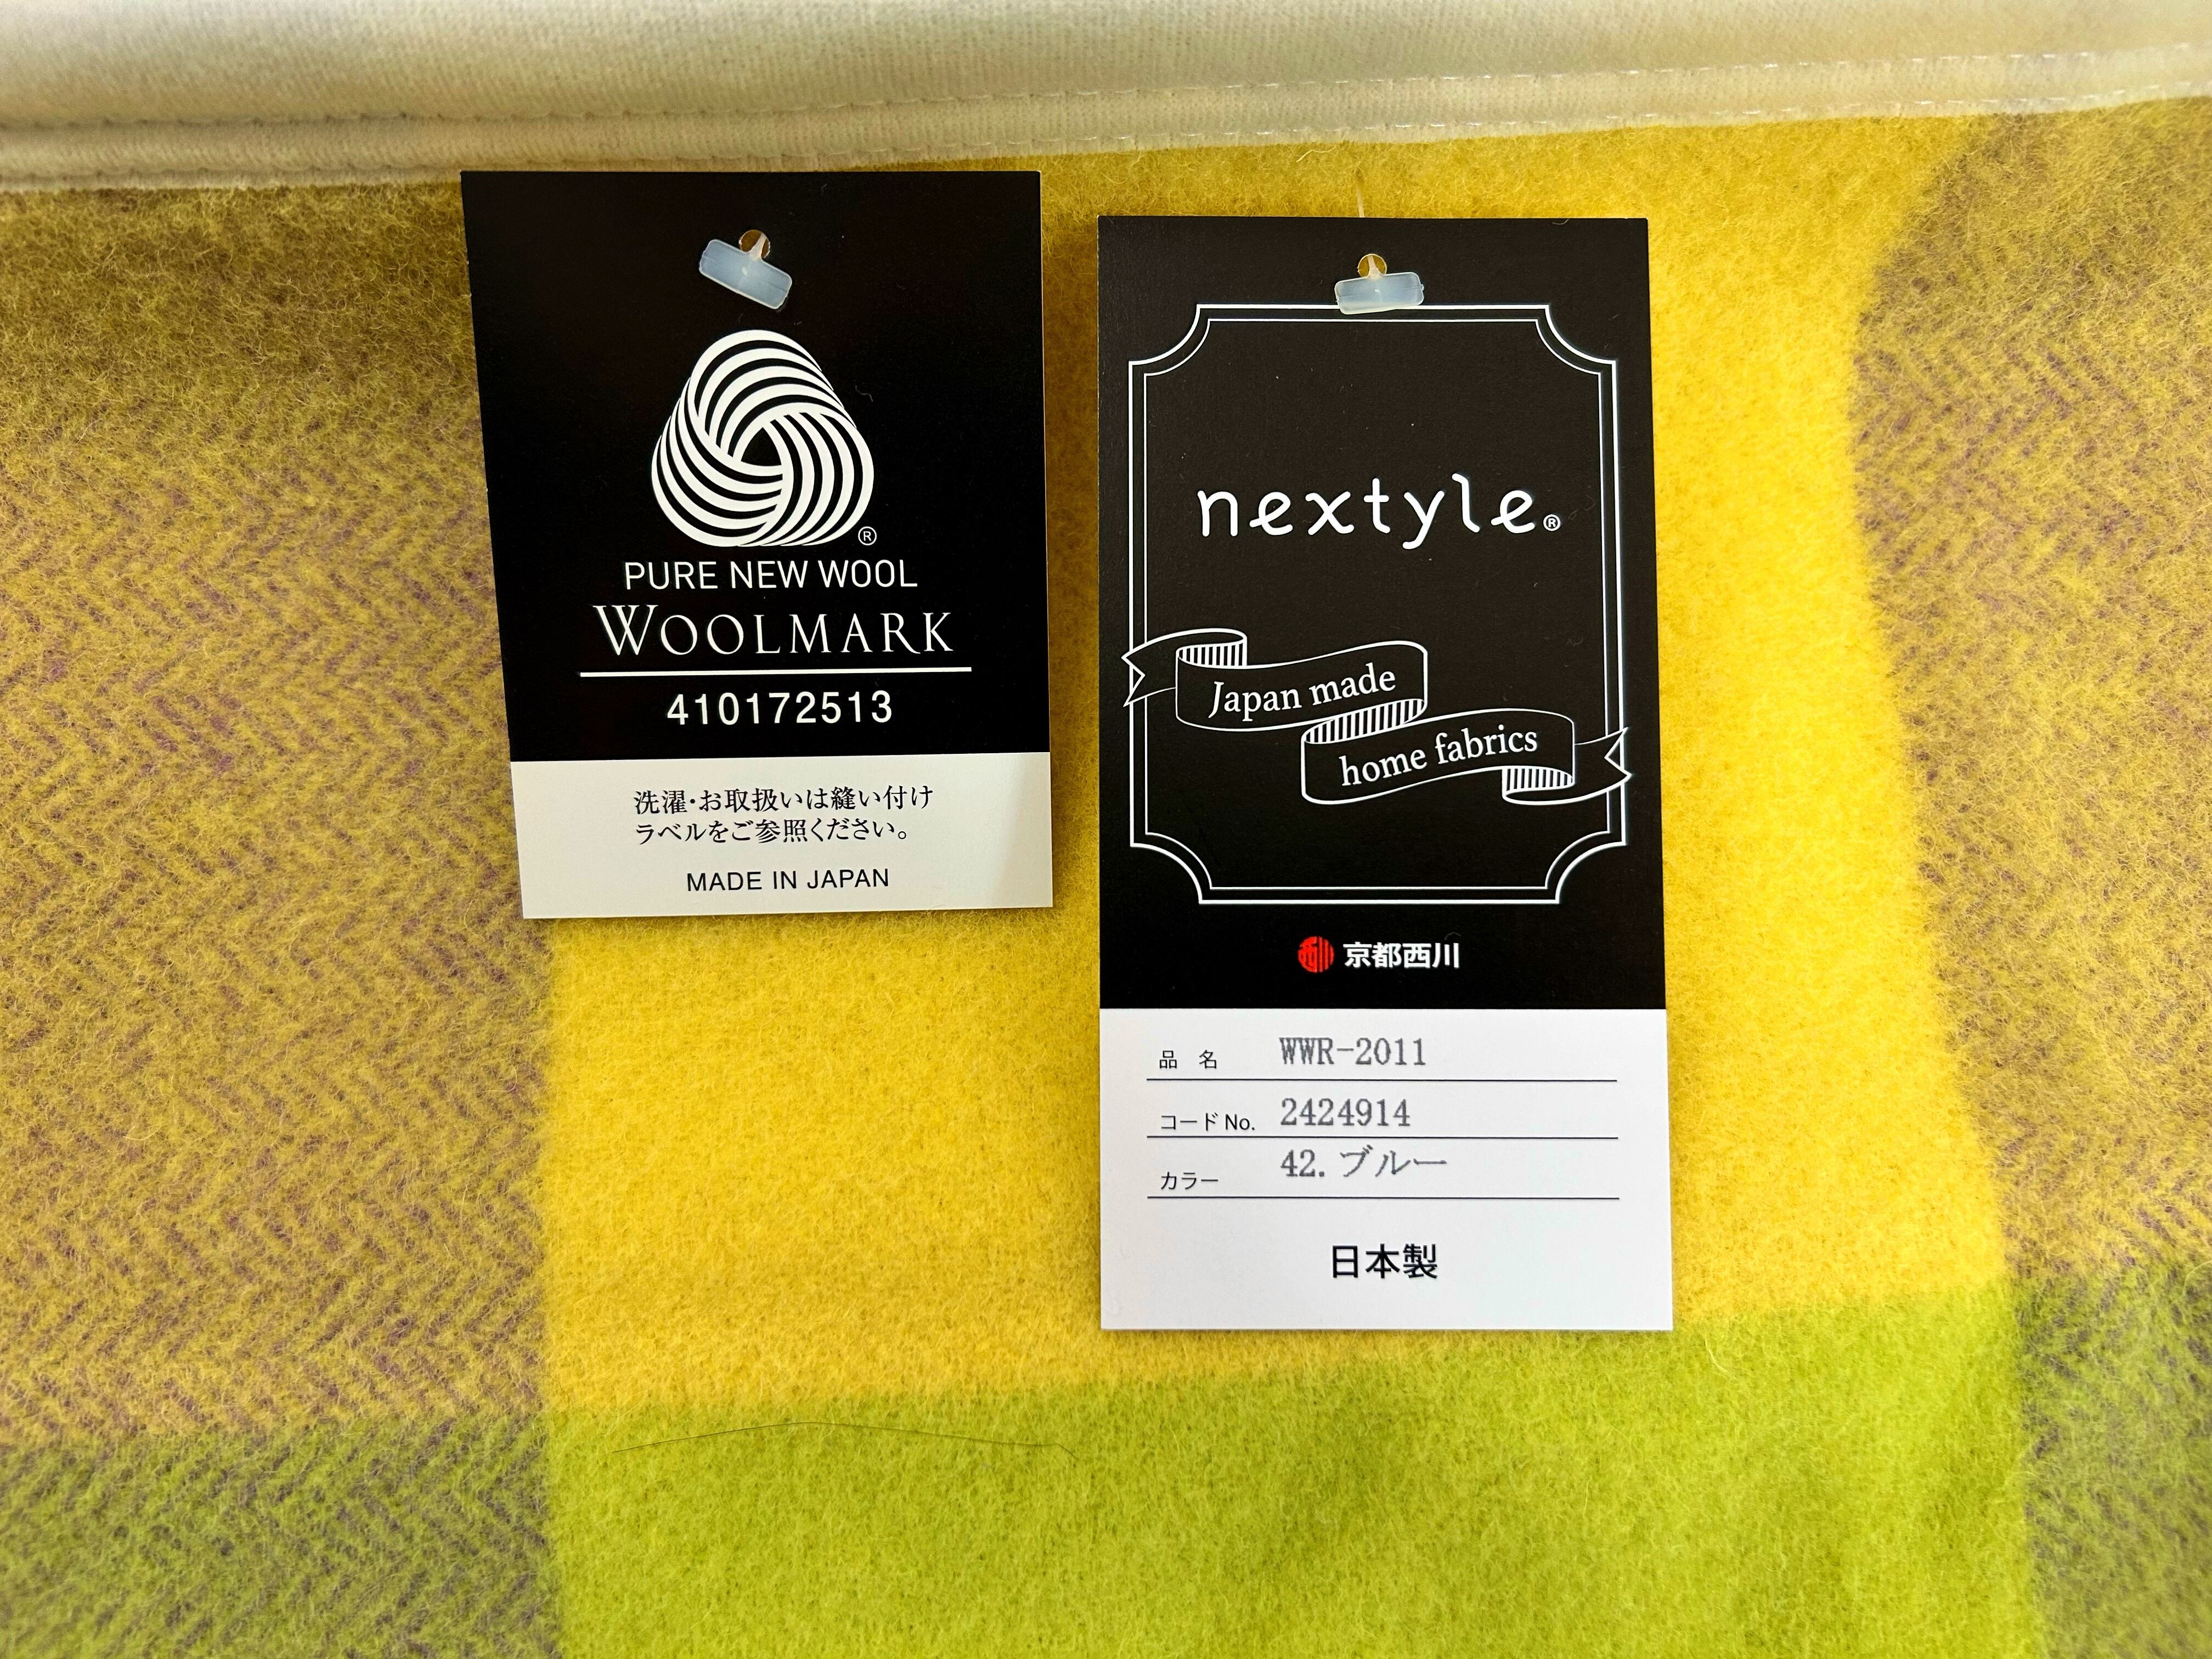 ®
PURE NEW WOOL
WOOLMARK
410172513
洗濯・お取扱いは縫い付け
ラベルをご参照ください。
MADE IN JAPAN
nextyle®
Japan made
home fabrics
西川 京都西川
品 名 WWR-2011
コードNo. 2424914
カラー 42.ブルー
日本製